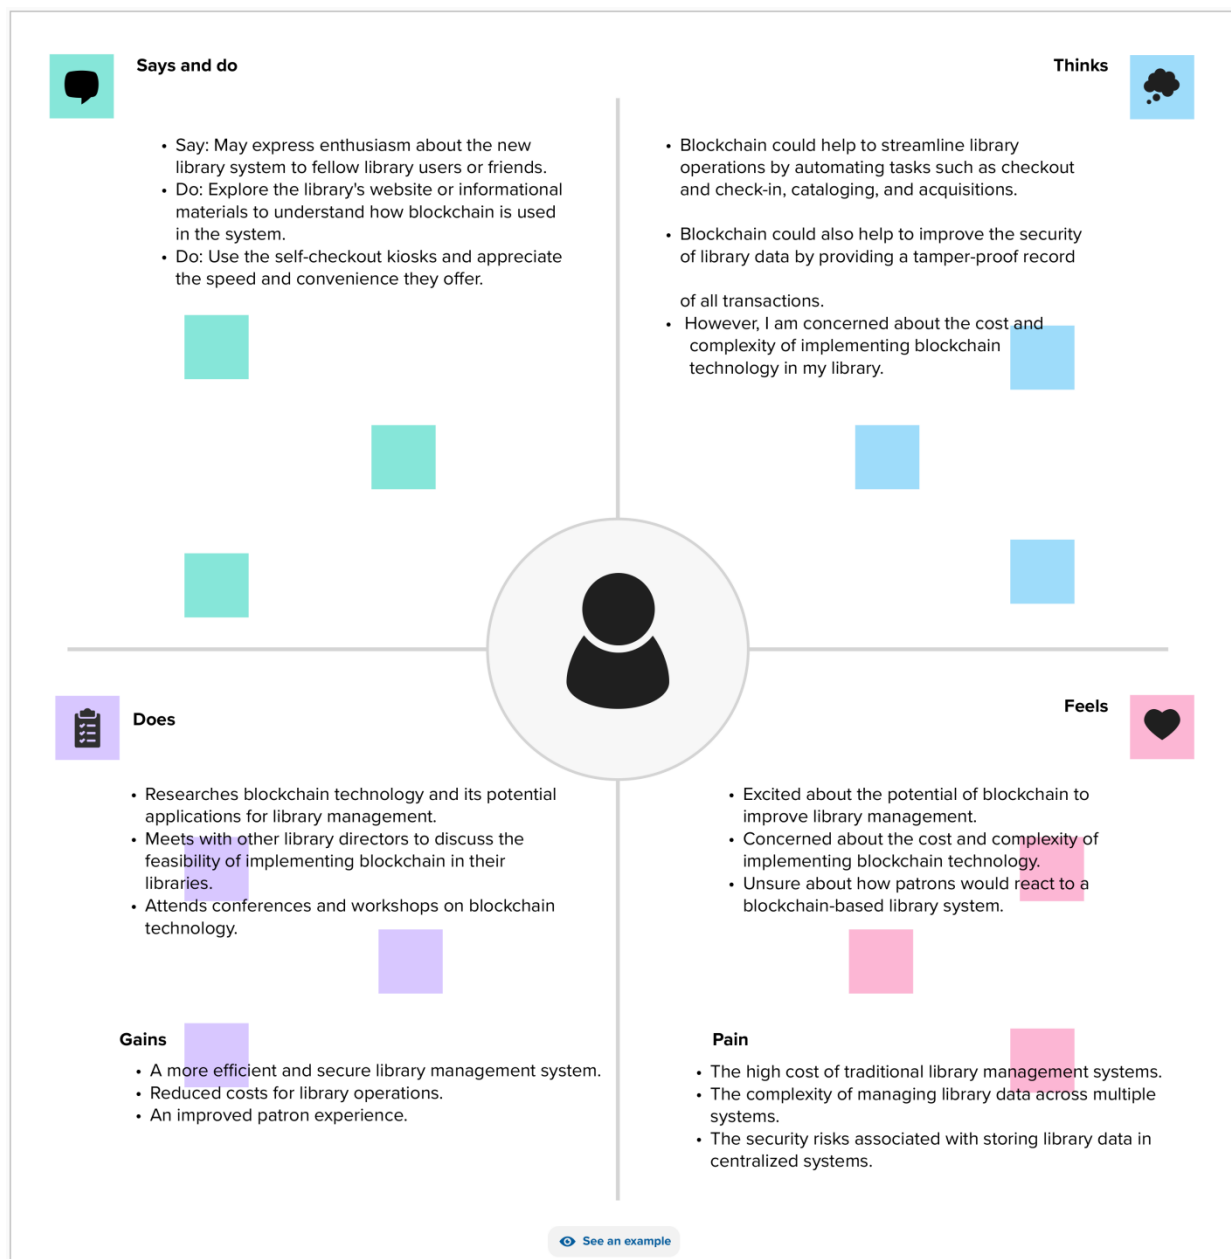 Says and do
• Say: May express enthusiasm about the new
library system to fellow library users or friends.
• Do: Explore the library's website or informational
materials to understand how blockchain is used
in the system.
• Do: Use the self-checkout kiosks and appreciate
the speed and convenience they offer.
Thinks
• Blockchain could help to streamline library
operations by automating tasks such as checkout
and check-in, cataloging, and acquisitions.
• Blockchain could also help to improve the security
of library data by providing a tamper-proof record
of all transactions.
• However, I am concerned about the cost and
complexity of implementing blockchain
technology in my library.
Does
• Researches blockchain technology and its potential
applications for library management.
• Meets with other library directors to discuss the
feasibility of implementing blockchain in their
libraries.
• Attends conferences and workshops on blockchain
technology.
Feels
• Excited about the potential of blockchain to
improve library management.
• Concerned about the cost and complexity of
implementing blockchain technology.
• Unsure about how patrons would react to a
blockchain-based library system.
Gains
• A more efficient and secure library management system.
• Reduced costs for library operations.
• An improved patron experience.
Pain
• The high cost of traditional library management systems.
• The complexity of managing library data across multiple
systems.
• The security risks associated with storing library data in
centralized systems.
See an example